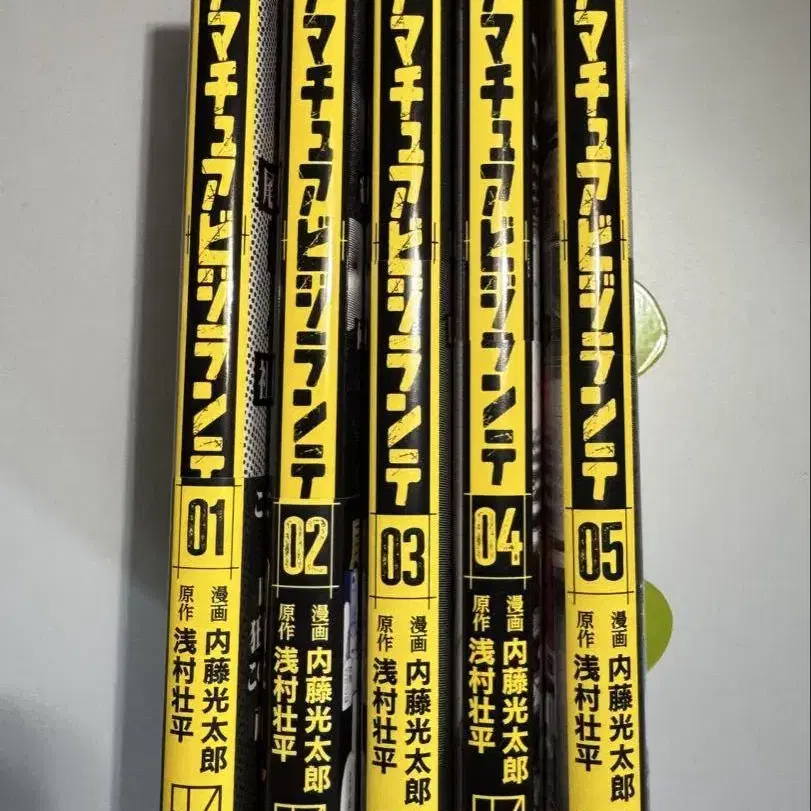 アマチュアビジランテ
01
漫画 内藤光太郎
原作 浅村壮平
アマチュアビジランテ
02
漫画 内藤光太郎
原作 浅村壮平
アマチュアビジランテ
03
漫画 内藤光太郎
原作 浅村壮平
アマチュアビジランテ
04
漫画 内藤光太郎
原作 浅村壮平
アマチュアビジランテ
05
漫画 内藤光太郎
原作 浅村壮平